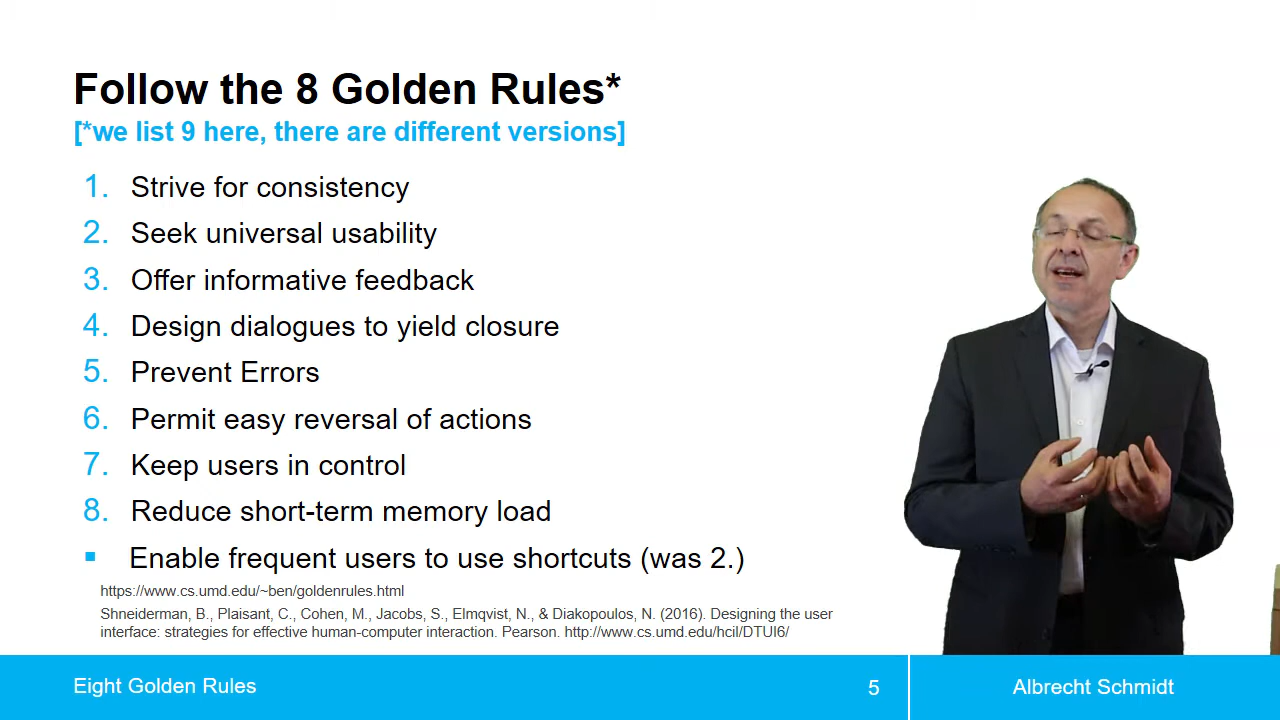 Follow the 8 Golden Rules*
[*we list 9 here, there are different versions]
1. Strive for consistency
2. Seek universal usability
3. Offer informative feedback
4. Design dialogues to yield closure
5. Prevent Errors
6. Permit easy reversal of actions
7. Keep users in control
8. Reduce short-term memory load
▪ Enable frequent users to use shortcuts (was 2.)
https://www.cs.umd.edu/~ben/goldenrules.html
Shneiderman, B., Plaisant, C., Cohen, M., Jacobs, S., Elmqvist, N., & Diakopoulos, N. (2016). Designing the user
interface: strategies for effective human-computer interaction. Pearson. http://www.cs.umd.edu/hcil/DTUI6/
Eight Golden Rules
5
Albrecht Schmidt